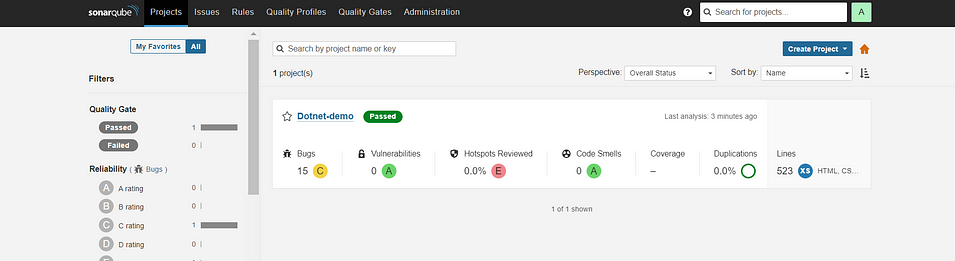 sonarqube Projects Issues Rules Quality Profiles Quality Gates Administration ? Search for projects... A
My Favorites All
Search by project name or key
Create Project
Filters
1 project(s)
Perspective: Overall Status Sort by: Name
Quality Gate
Passed 1
Failed 0
Reliability ( Bugs )
A A rating 0
B B rating 0
C C rating 1
D D rating 0
Dotnet-demo Passed Last analysis: 3 minutes ago
Bugs Vulnerabilities Hotspots Reviewed Code Smells Coverage Duplications Lines
15 C 0 A 0.0% E 0 A – 0.0% 523 XS HTML, CS...
1 of 1 shown